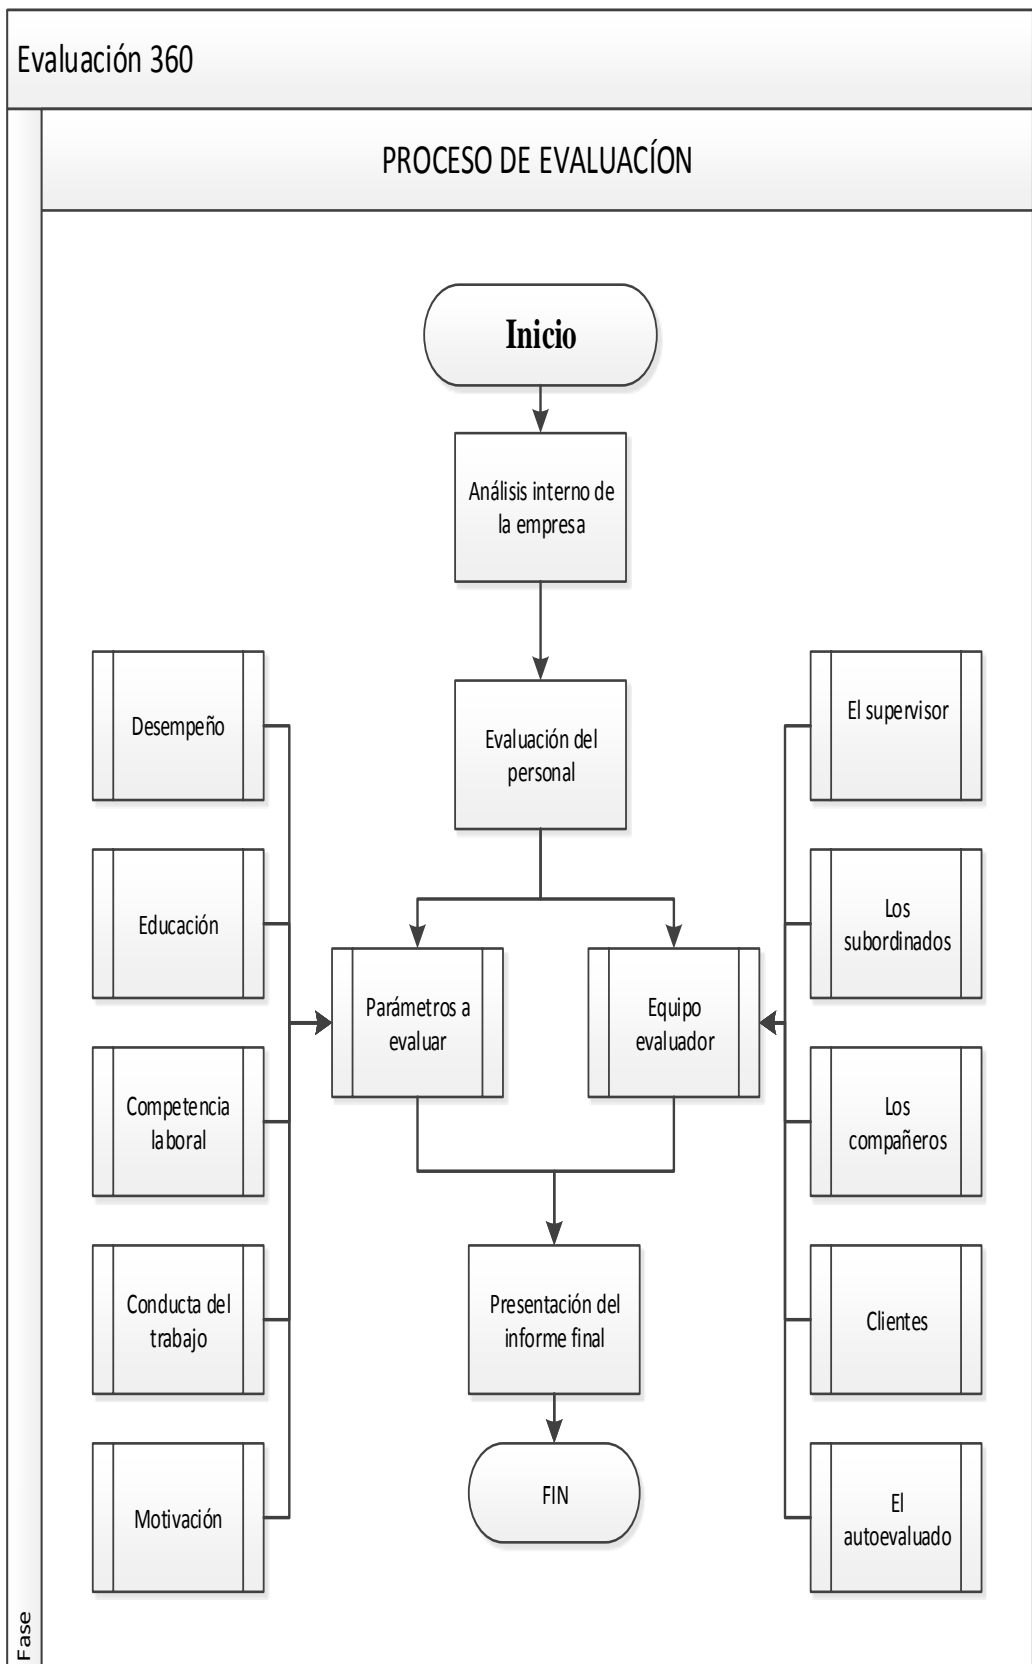 Evaluación 360
PROCESO DE EVALUACÍON
Inicio
Análisis interno de
la empresa
Desempeño
Evaluación del
personal
El supervisor
Educación
Los
subordinados
Parámetros a
evaluar
Equipo
evaluador
Competencia
laboral
Los
compañeros
Conducta del
trabajo
Presentación del
informe final
Clientes
Motivación
FIN
El
autoevaluado
Fase